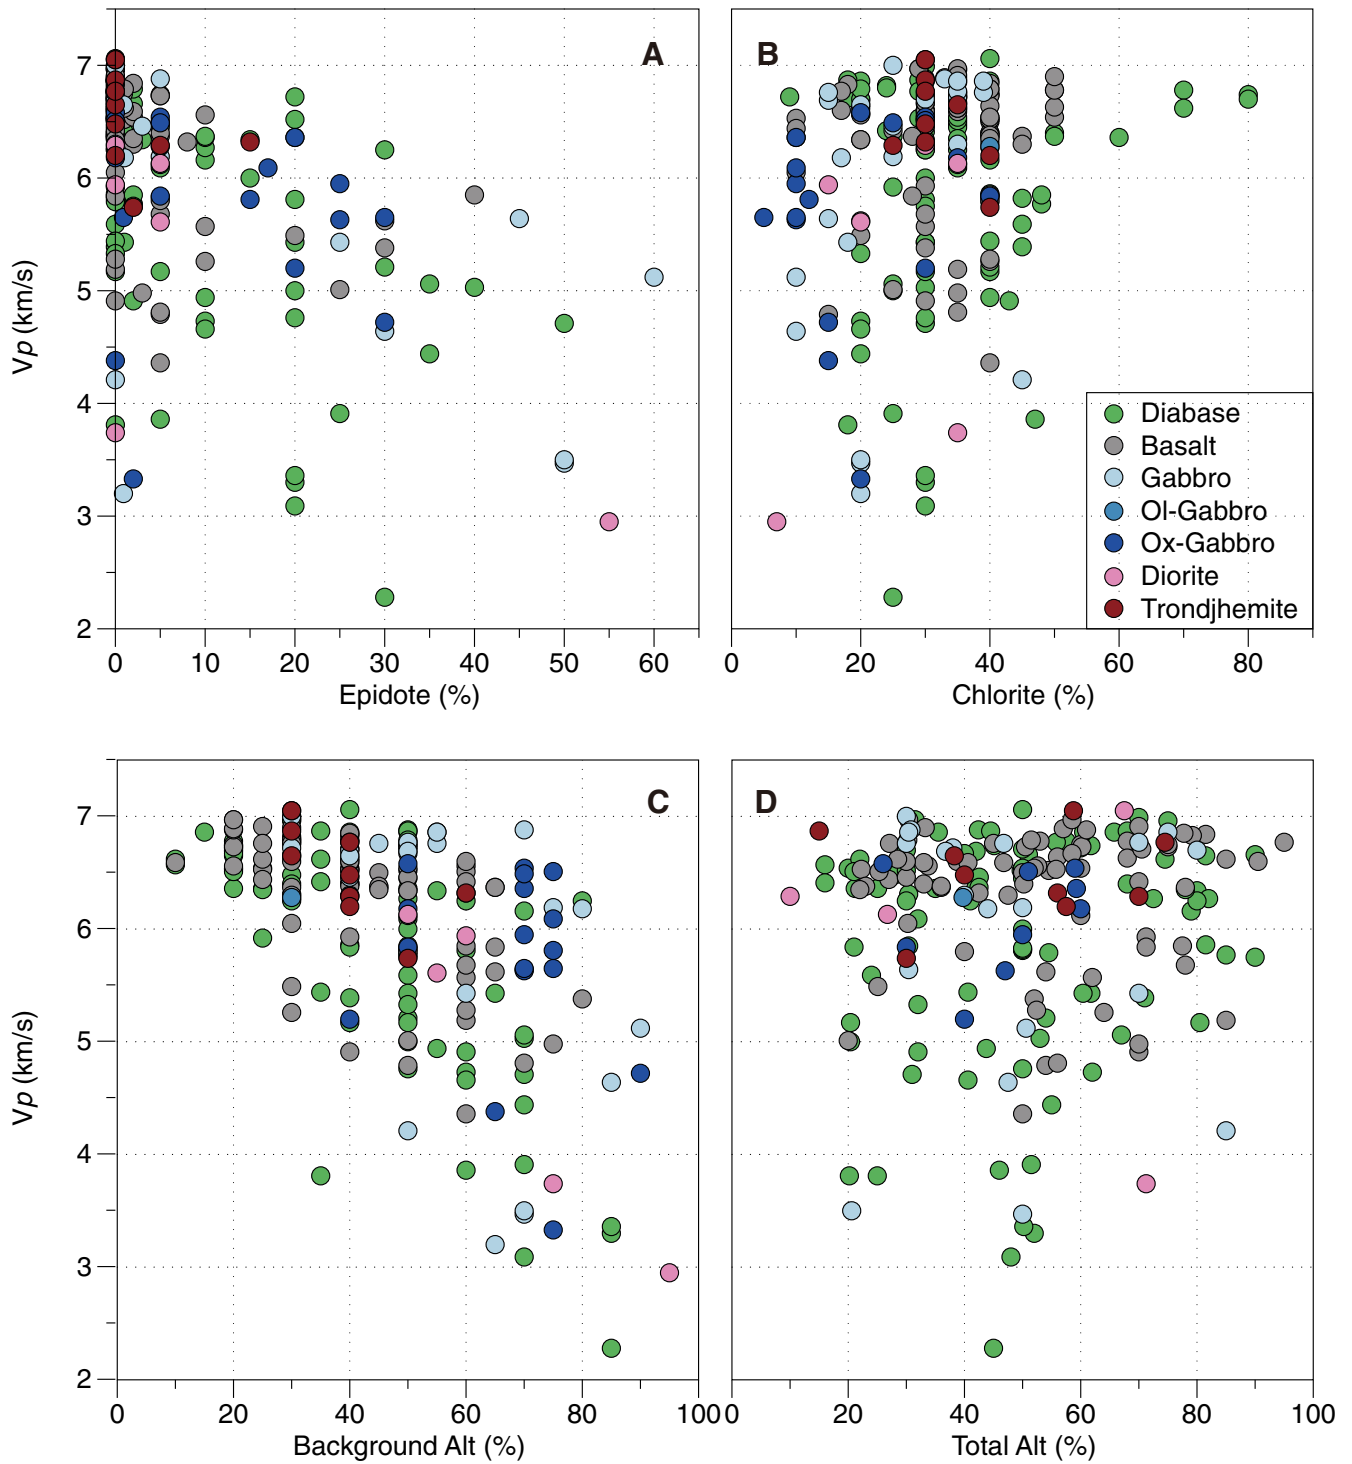 A
B
7
6
5
4
3
2
Vp (km/s)
0 10 20 30 40 50 60
Epidote (%)
0 20 40 60 80
Chlorite (%)
Diabase
Basalt
Gabbro
Ol-Gabbro
Ox-Gabbro
Diorite
Trondjhemite
C
D
7
6
5
4
3
2
Vp (km/s)
0 20 40 60 80 100
Background Alt (%)
0 20 40 60 80 100
Total Alt (%)